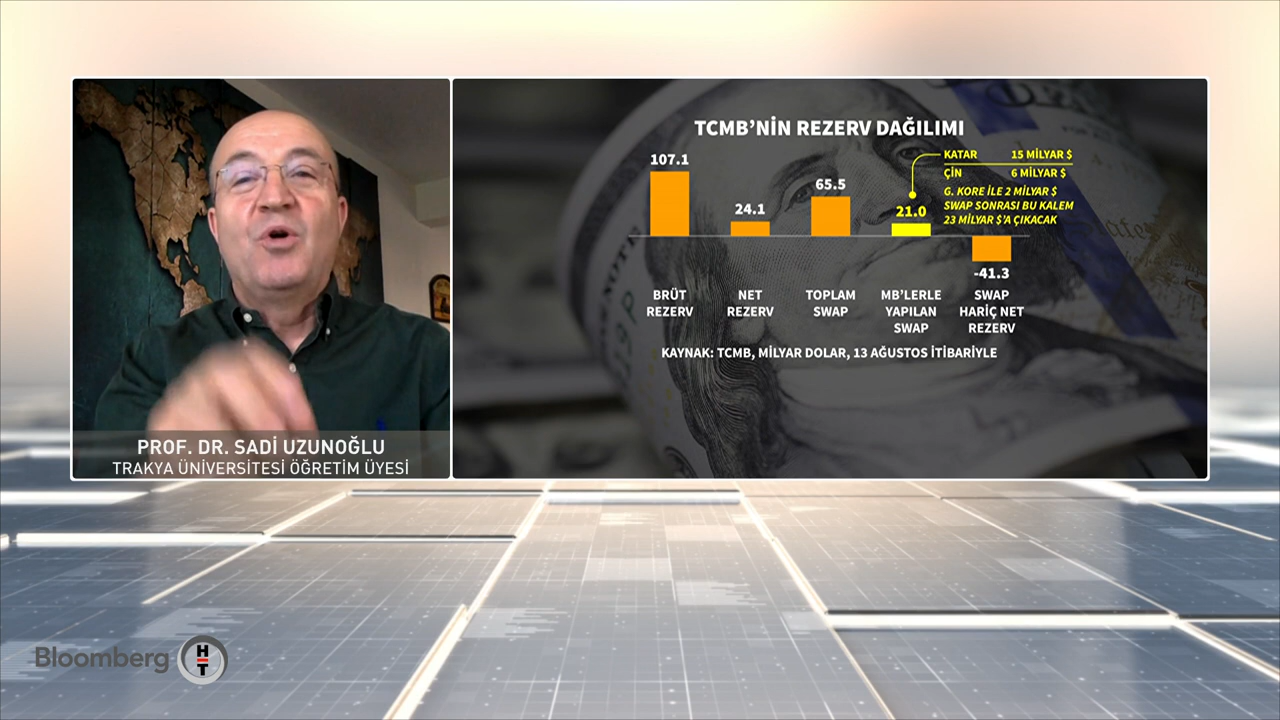 TCMB'NİN REZERV DAĞILIMI
107.1
24.1
65.5
21.0
-41.3
KATAR 15 MİLYAR $
ÇİN 6 MİLYAR $
G. KORE İLE 2 MİLYAR $
SWAP SONRASI BU KALEM
23 MİLYAR $'A ÇIKACAK
BRÜT
REZERV
NET
REZERV
TOPLAM
SWAP
MB'LERLE
YAPILAN
SWAP
SWAP
HARİÇ NET
REZERV
KAYNAK: TCMB, MİLYAR DOLAR, 13 AĞUSTOS İTİBARİYLE
PROF. DR. SADİ UZUNOĞLU
TRAKYA ÜNİVERSİTESİ ÖĞRETİM ÜYESİ
Bloomberg HT